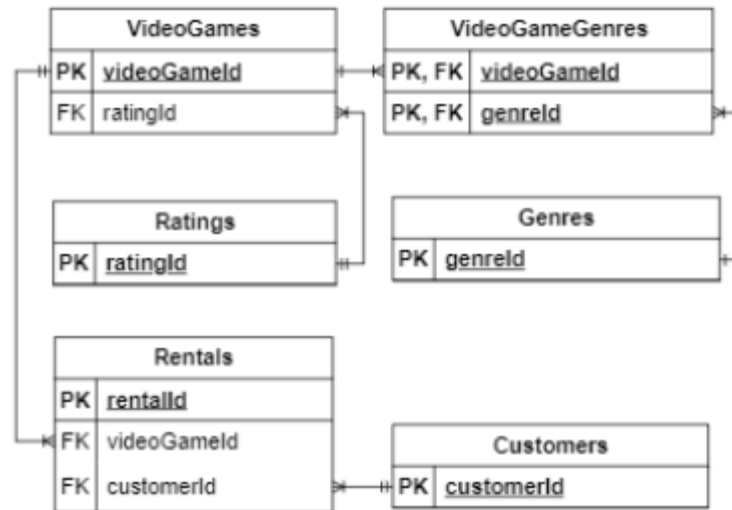 VideoGames
PK videoGameId
FK ratingId
VideoGameGenres
PK, FK videoGameId
PK, FK genreId
Ratings
PK ratingId
Genres
PK genreId
Rentals
PK rentalId
FK videoGameId
FK customerId
Customers
PK customerId